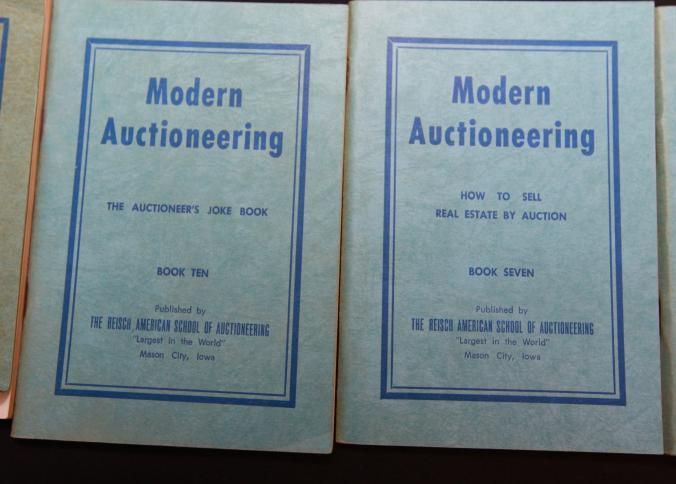 Modern
Auctioneering
THE AUCTIONEER'S JOKE BOOK
BOOK TEN
Published by
THE REISCH AMERICAN SCHOOL OF AUCTIONEERING
"Largest in the World"
Mason City, Iowa
Modern
Auctioneering
HOW TO SELL
REAL ESTATE BY AUCTION
BOOK SEVEN
Published by
THE REISCH AMERICAN SCHOOL OF AUCTIONEERING
"Largest in the World"
Mason City, Iowa